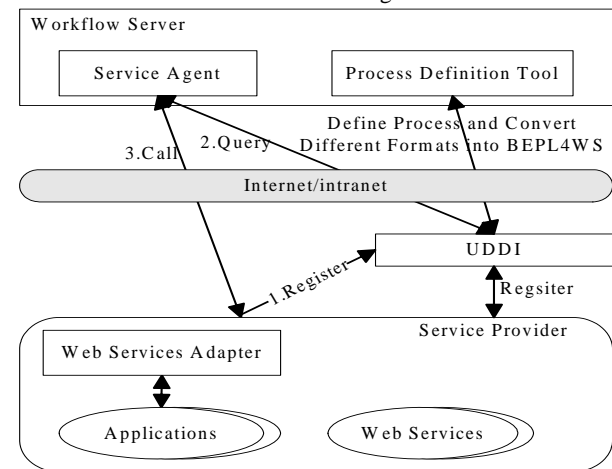 Workflow Server
Service Agent
Process Definition Tool
Define Process and Convert
Different Formats into BEPL4WS
2.Query
3.Call
Internet/intranet
UDDI
1.Register
Regsiter
Service Provider
Web Services Adapter
Applications
Web Services